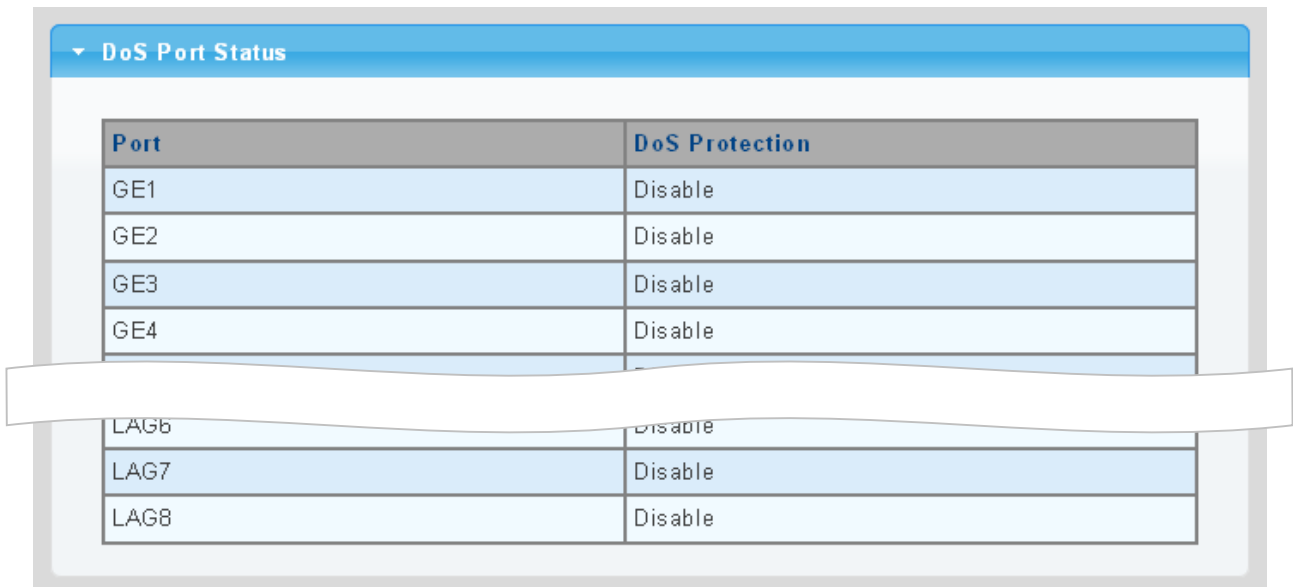 DoS Port Status
Port DoS Protection
GE1 Disable
GE2 Disable
GE3 Disable
GE4 Disable
LAG6 Disable
LAG7 Disable
LAG8 Disable